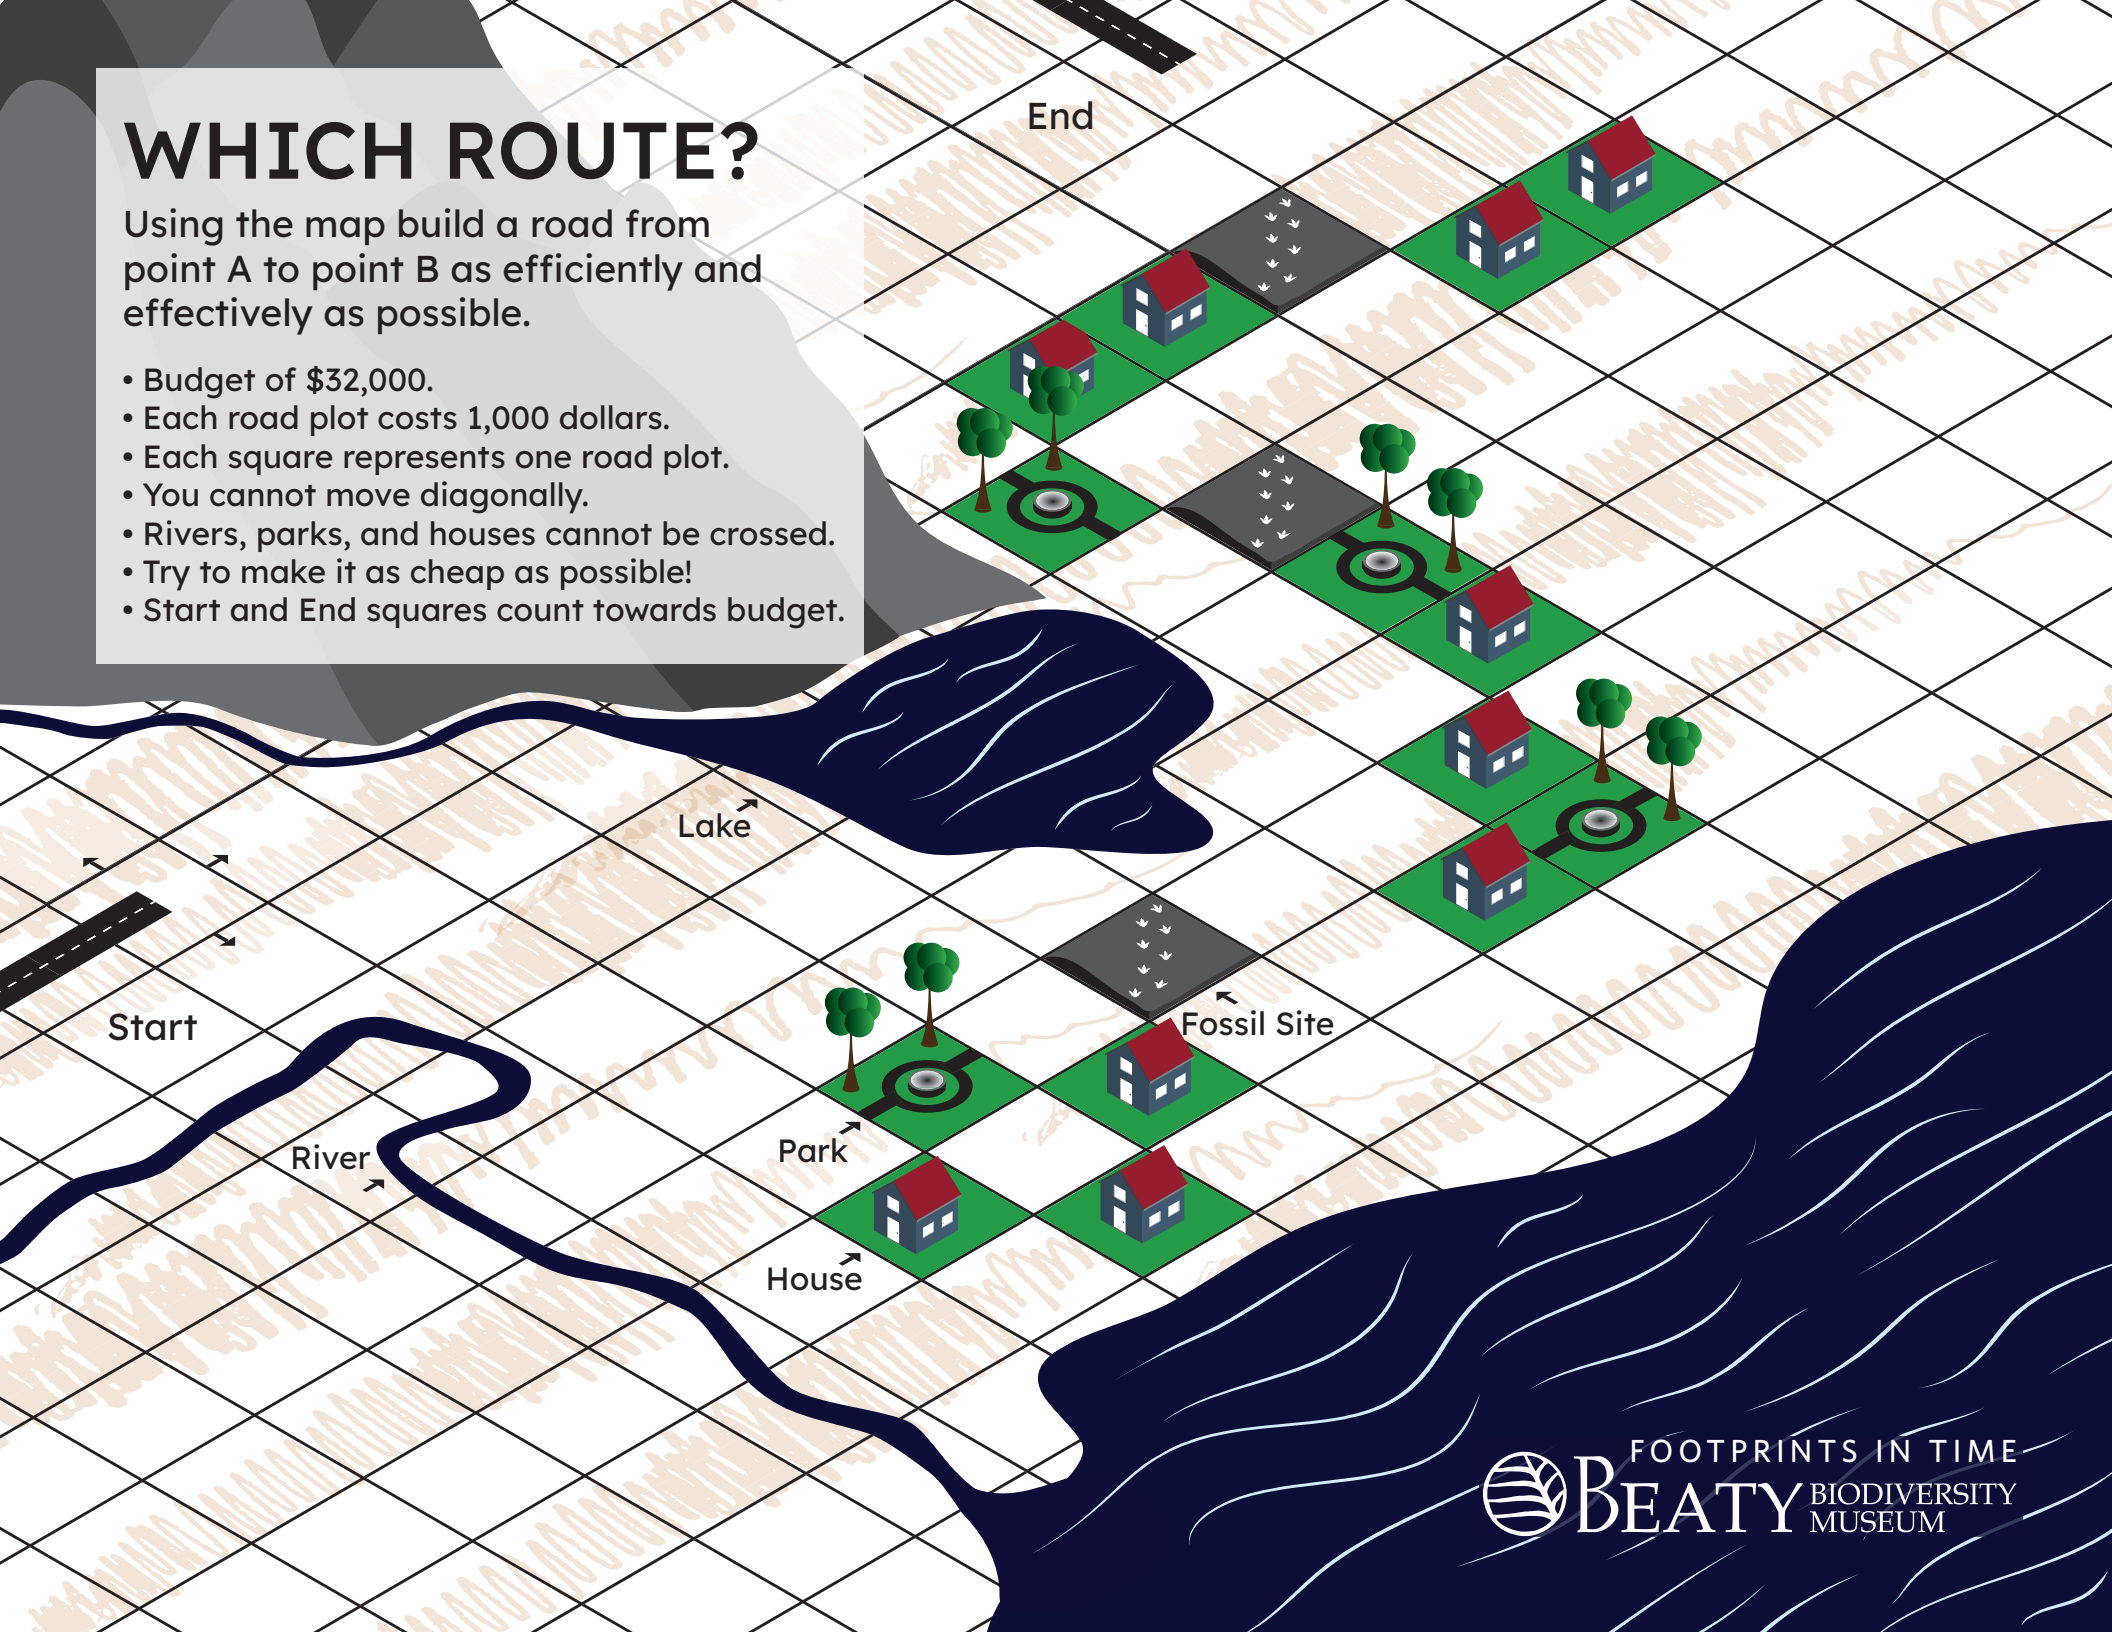 WHICH ROUTE?
Using the map build a road from
point A to point B as efficiently and
effectively as possible.
• Budget of $32,000.
• Each road plot costs 1,000 dollars.
• Each square represents one road plot.
• You cannot move diagonally.
• Rivers, parks, and houses cannot be crossed.
• Try to make it as cheap as possible!
• Start and End squares count towards budget.
End
Lake
Start
Fossil Site
River
Park
House
FOOTPRINTS IN TIME
BEATY BIODIVERSITY
MUSEUM